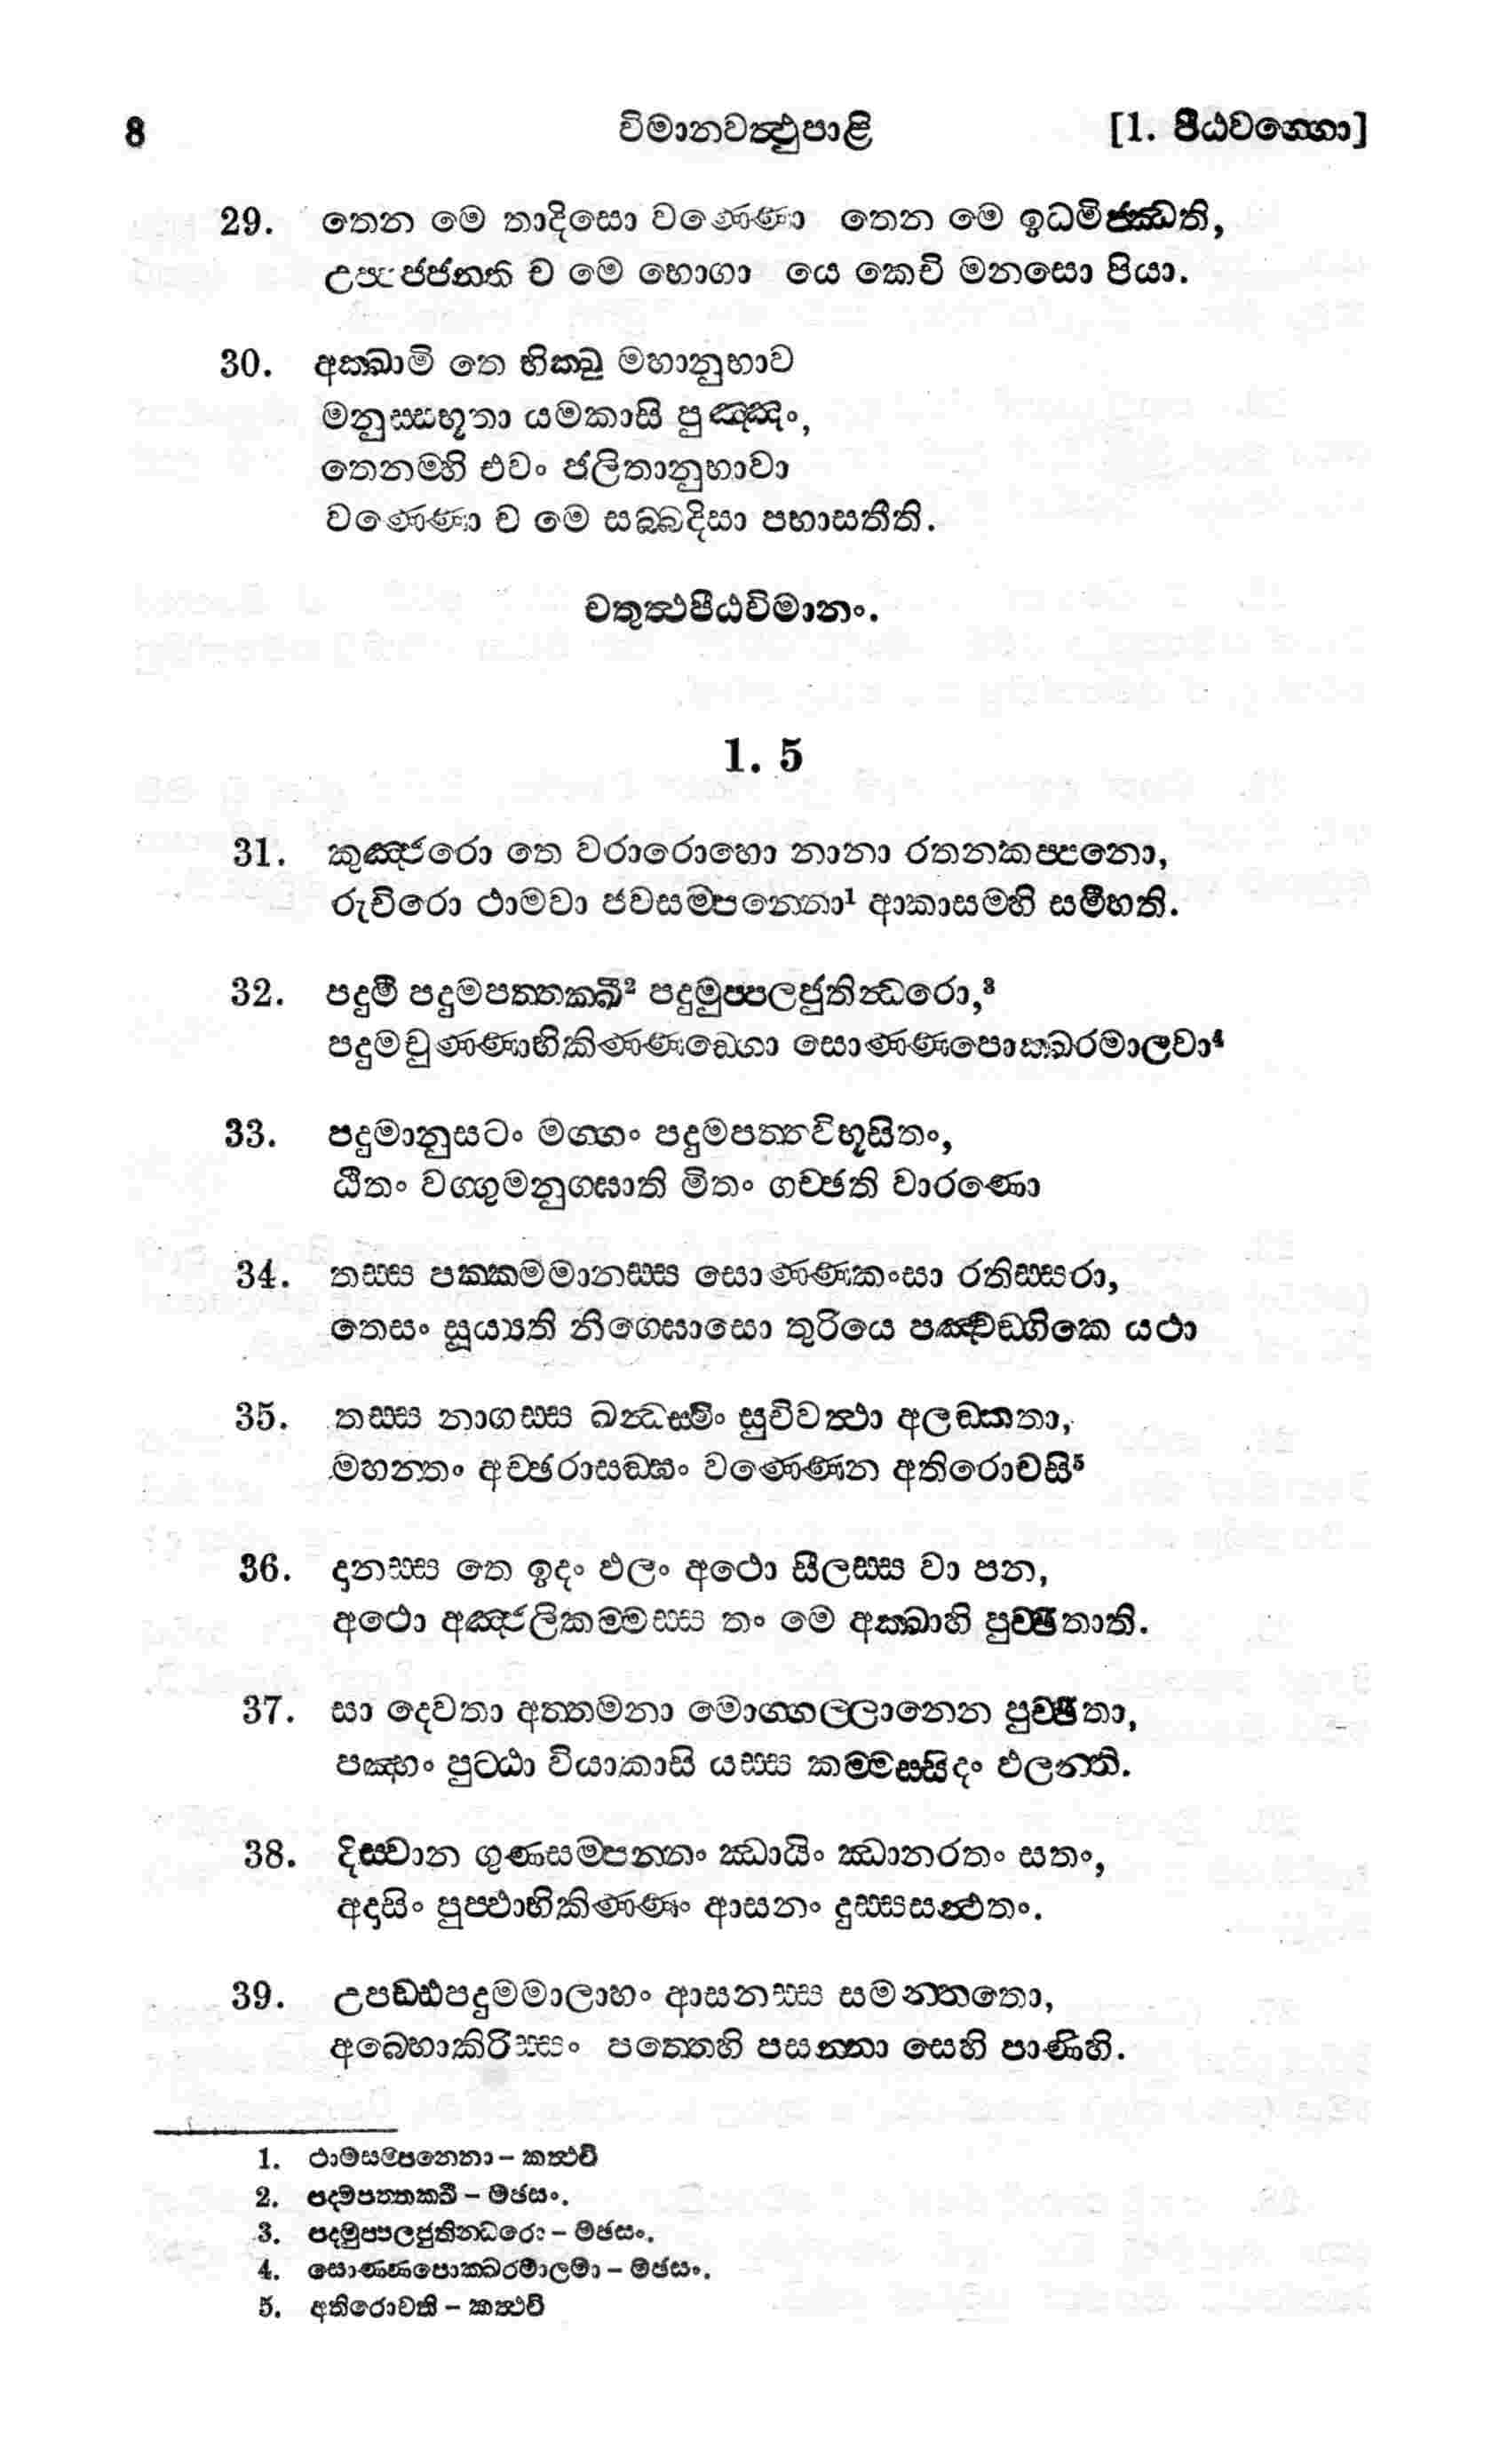 8 විමානවත්‍ථුපාළි [1. පීඨවග්ගො]
29. තෙන මෙ තාදිසො වණ්ණො තෙන මෙ ඉධමිජ්ඣති,
උප්පජ්ජන්ති ච මෙ භොගා යෙ කෙචි මනසො පියා.
30. අක්ඛාමි තෙ භික්ඛු මහානුභාව
මනුස්සභූතා යමකාසි පුඤ්ඤං,
තෙනම්හි එවං ජලිතානුභාවා
වණ්ණො ච මෙ සබ්බදිසා පභාසතීති.
චතුත්‍ථපීඨවිමානං.
1. 5
31. කුඤ්ජරො තෙ වරාරොහො නානා රතනකප්පනො,
රුචිරො ථාමවා ජවසම්පන්නො¹ ආකාසම්හි සමීහති.
32. පදුමී පදුමපත්තක්ඛී² පදුමුප්පලජුතින්‍ධරො,³
පදුමචුණ්ණාභිකිණ්ණඞ්ගො සොණ්ණපොක්ඛරමාලවා⁴
33. පදුමානුසටං මග්ගං පදුමපත්තවිභූසිතං,
ඨීතං වග්ගුමනුග්ඝාති මිතං ගච්ඡති වාරණො
34. තස්ස පක්කමමානස්ස සොණ්ණකංසා රතිස්සරා,
තෙසං සූය්‍යති නිග්ඝොසො තුරියෙ පඤ්චඞ්ගිකෙ යථා
35. තස්ස නාගස්ස ඛන්‍ධස්මිං සුචිවත්‍ථා අලඞ්කතා,
මහන්තං අච්ඡරාසඞ්ඝං වණ්ණෙන අතිරොචසි⁵
36. දානස්ස තෙ ඉදං ඵලං අථො සීලස්ස වා පන,
අථො අඤ්ජලිකම්මස්ස තං මෙ අක්ඛාහි පුච්ඡිතාති.
37. සා දෙවතා අත්තමනා මොග්ගල්ලානෙන පුච්ඡිතා,
පඤ්හං පුට්ඨා වියාකාසි යස්ස කම්මස්සිදං ඵලන්ති.
38. දිස්වාන ගුණසම්පන්නං ඣායිං ඣානරතං සතං,
අදාසිං පුප්ඵාභිකිණ්ණං ආසනං දුස්සසන්‍ථතං.
39. උපඩ්ඪපදුමමාලාහං ආසනස්ස සමන්තතො,
අබ්භොකිරිස්සං පත්තෙහි පසන්නා සෙහි පාණිහි.
1. ථාමසම්පන්නො – කත්‍ථචි
2. පදමපත්තක්ඛී – මඡසං.
3. පදමුප්පලජුතින්‍ධරො – මඡසං.
4. සොණ්ණපොක්ඛරමාලමා – මඡසං.
5. අතිරොචති – කත්‍ථචි